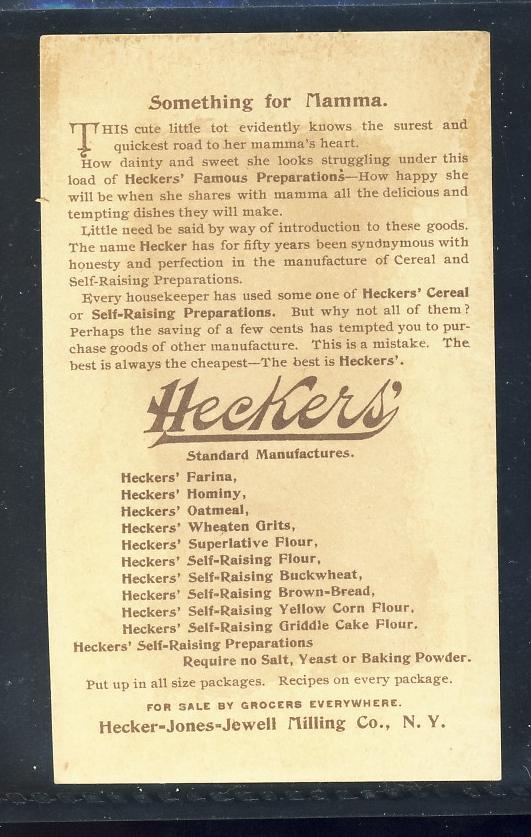 Something for Mamma.
THIS cute little tot evidently knows the surest and
quickest road to her mamma's heart.
How dainty and sweet she looks struggling under this
load of Heckers' Famous Preparations—How happy she
will be when she shares with mamma all the delicious and
tempting dishes they will make.
Little need be said by way of introduction to these goods.
The name Hecker has for fifty years been syndnymous with
honesty and perfection in the manufacture of Cereal and
Self-Raising Preparations.
Every housekeeper has used some one of Heckers' Cereal
or Self-Raising Preparations. But why not all of them?
Perhaps the saving of a few cents has tempted you to pur-
chase goods of other manufacture. This is a mistake. The
best is always the cheapest—The best is Heckers'.
Heckers'
Standard Manufactures.
Heckers' Farina,
Heckers' Hominy,
Heckers' Oatmeal,
Heckers' Wheaten Grits,
Heckers' Superlative Flour,
Heckers' Self-Raising Flour,
Heckers' Self-Raising Buckwheat,
Heckers' Self-Raising Brown-Bread,
Heckers' Self-Raising Yellow Corn Flour,
Heckers' Self-Raising Griddle Cake Flour.
Heckers' Self-Raising Preparations
Require no Salt, Yeast or Baking Powder.
Put up in all size packages. Recipes on every package.
FOR SALE BY GROCERS EVERYWHERE.
Hecker-Jones-Jewell Milling Co., N. Y.